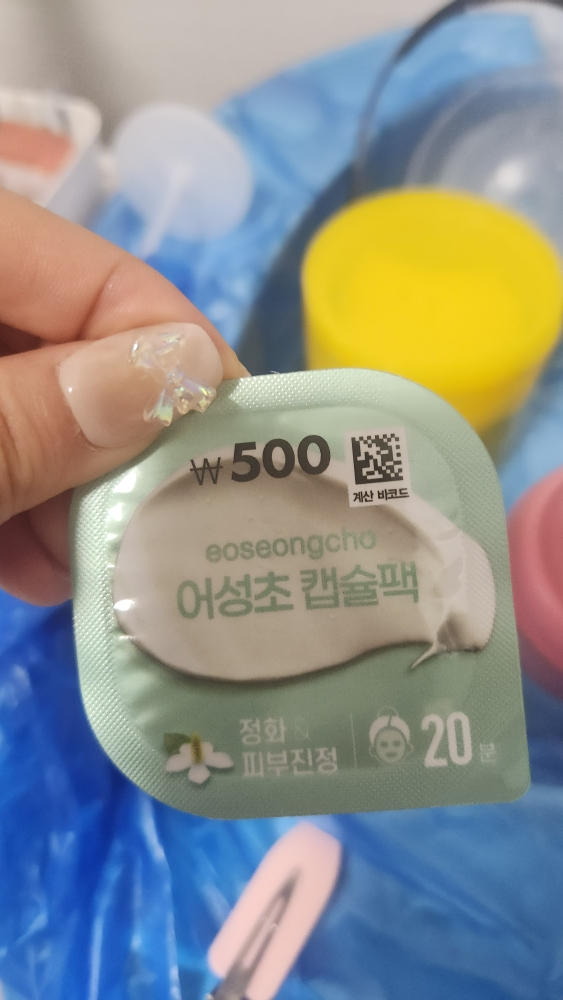 ₩500
계산 바코드
eoseongcho
어성초 캡슐팩
정화 &
피부진정
20분